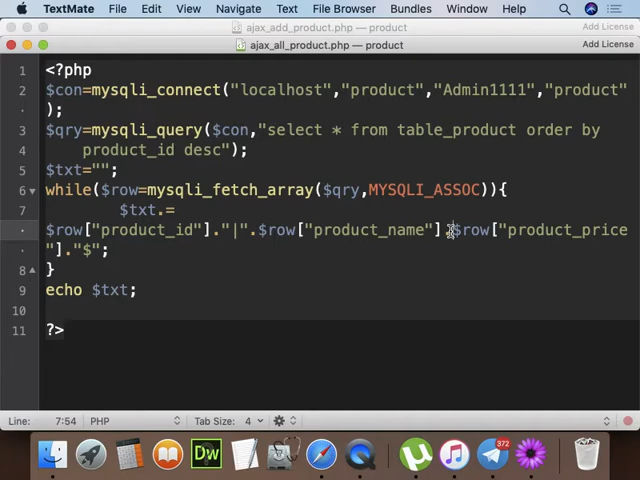 TextMate File Edit View Navigate Text File Browser Bundles Window Help
ajax_add_product.php — product Add License
ajax_all_product.php — product Add License
1 <?php
2 $con=mysqli_connect("localhost","product","Admin1111","product"
);
3 $qry=mysqli_query($con,"select * from table_product order by
4 product_id desc");
5 $txt="";
6 while($row=mysqli_fetch_array($qry,MYSQLI_ASSOC)){
7 $txt.=
· $row["product_id"]."|".$row["product_name"].$row["product_price
· "]."$";
8 }
9 echo $txt;
10
11 ?>
Line: 7:54 PHP Tab Size: 4
Dw 372